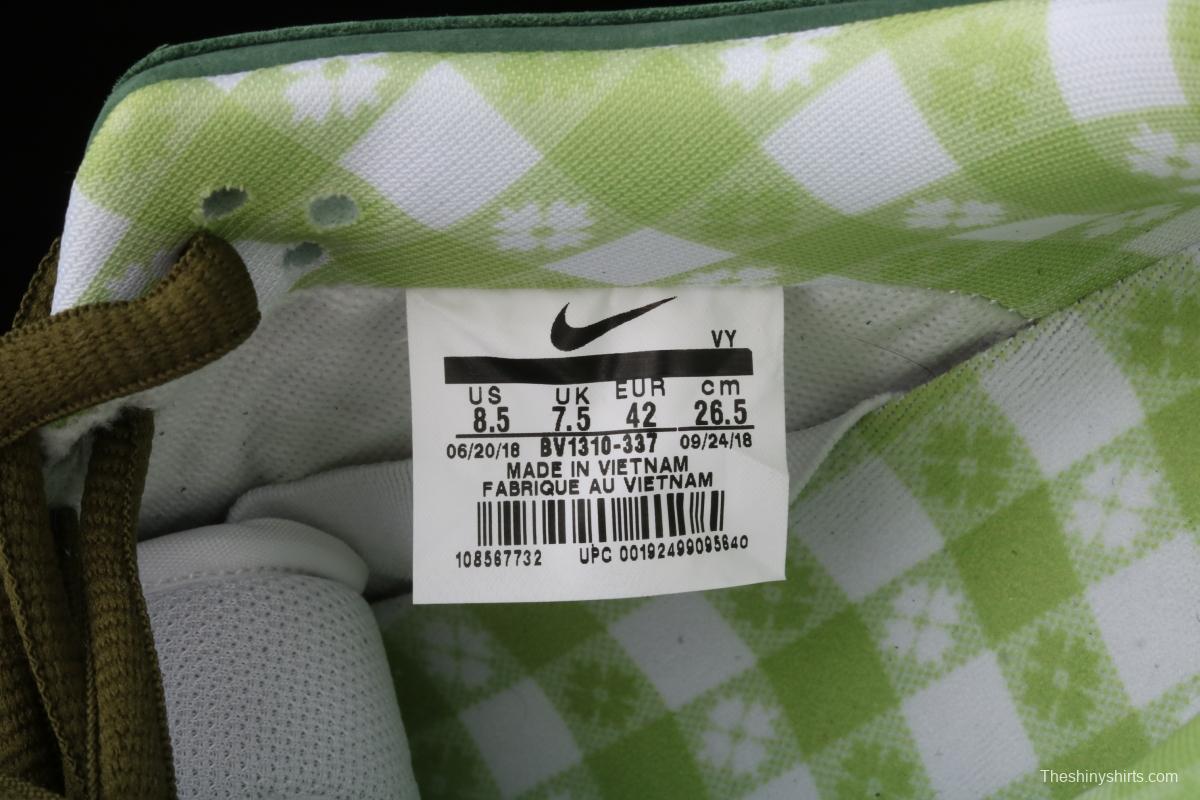 VY
US UK EUR cm
8.5 7.5 42 26.5
06/20/18 BV1310-337 09/24/18
MADE IN VIETNAM
FABRIQUE AU VIETNAM
108567732 UPC 00192499095640
Theshinyshirts.com